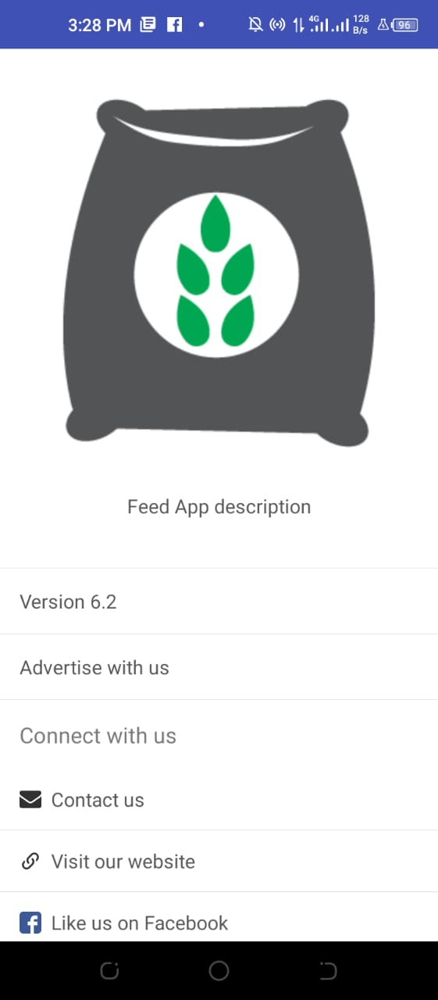 3:28 PM
4G
128
B/s
96
Feed App description
Version 6.2
Advertise with us
Connect with us
Contact us
Visit our website
Like us on Facebook